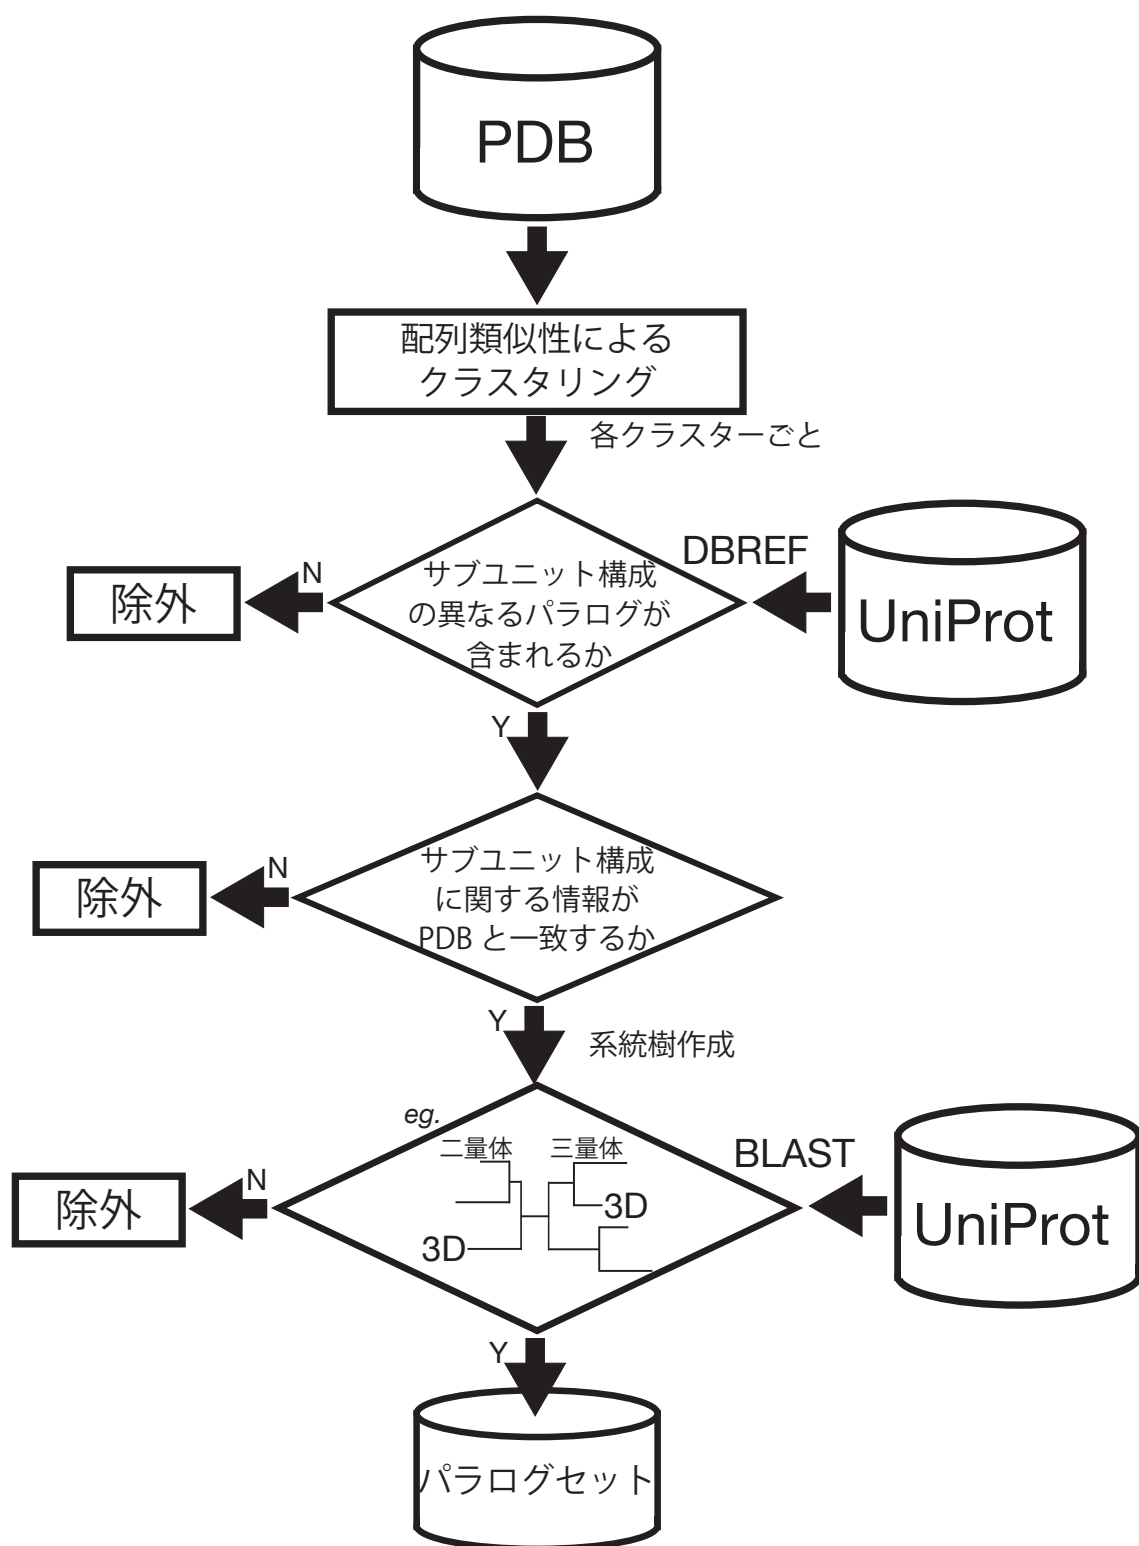 PDB
配列類似性による
クラスタリング
各クラスターごと
DBREF
N
サブユニット構成
の異なるパラログが
含まれるか
除外
UniProt
Y
サブユニット構成
に関する情報が
PDB と一致するか
N
除外
Y
系統樹作成
eg.
二量体
三量体
BLAST
N
3D
3D
除外
UniProt
Y
パラログセット